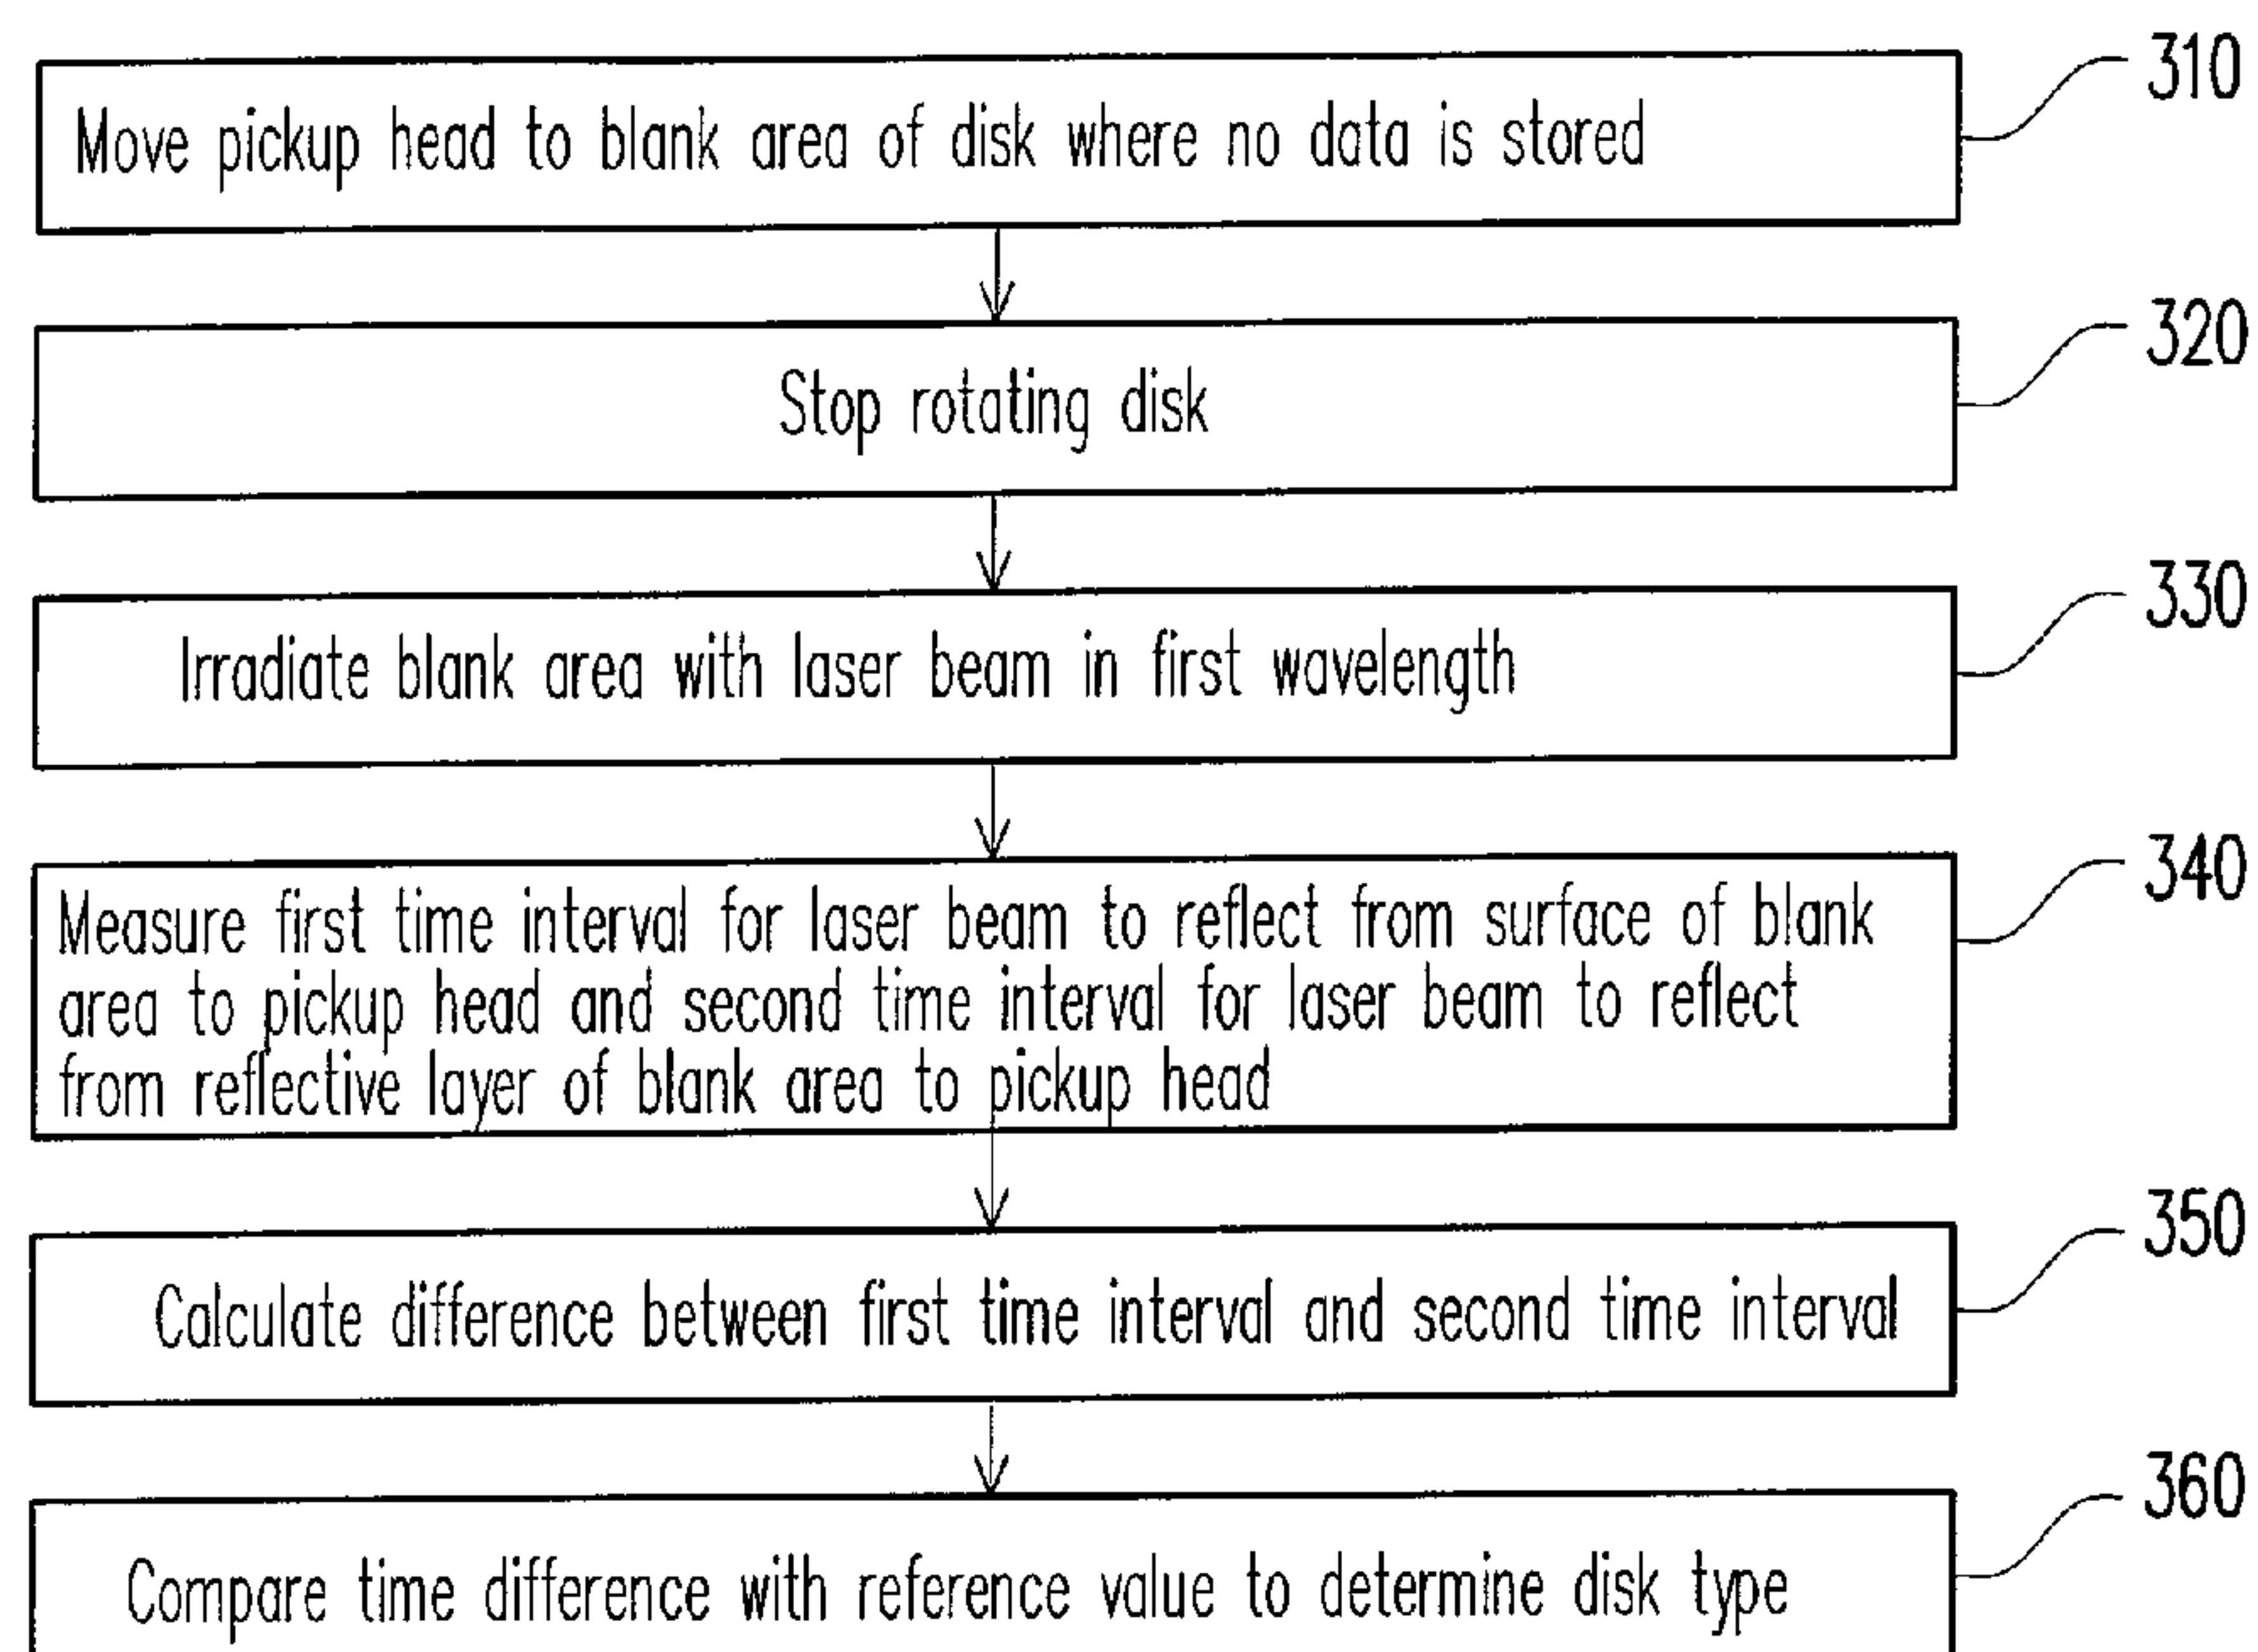 310
Move pickup head to blank area of disk where no data is stored
320
Stop rotating disk
330
Irradiate blank area with laser beam in first wavelength
340
Measure first time interval for laser beam to reflect from surface of blank
area to pickup head and second time interval for laser beam to reflect
from reflective layer of blank area to pickup head
350
Calculate difference between first time interval and second time interval
360
Compare time difference with reference value to determine disk type